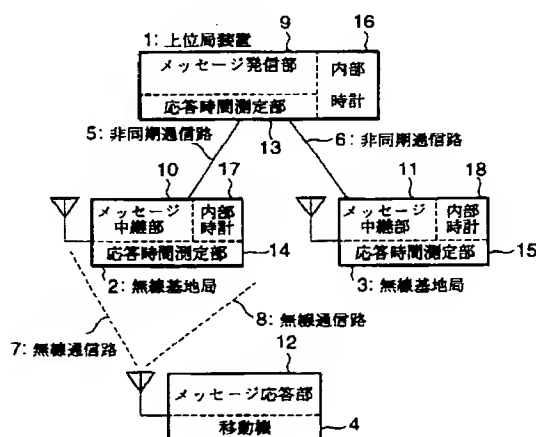 9
16
1: 上位局装置
メッセージ発信部
内部
時計
応答時間測定部
13
5: 非同期通信路
6: 非同期通信路
10
17
11
18
メッセージ
中継部
内部
時計
応答時間測定部
14
2: 無線基地局
メッセージ
中継部
内部
時計
応答時間測定部
15
3: 無線基地局
7: 無線通信路
8: 無線通信路
12
メッセージ応答部
移動機
4